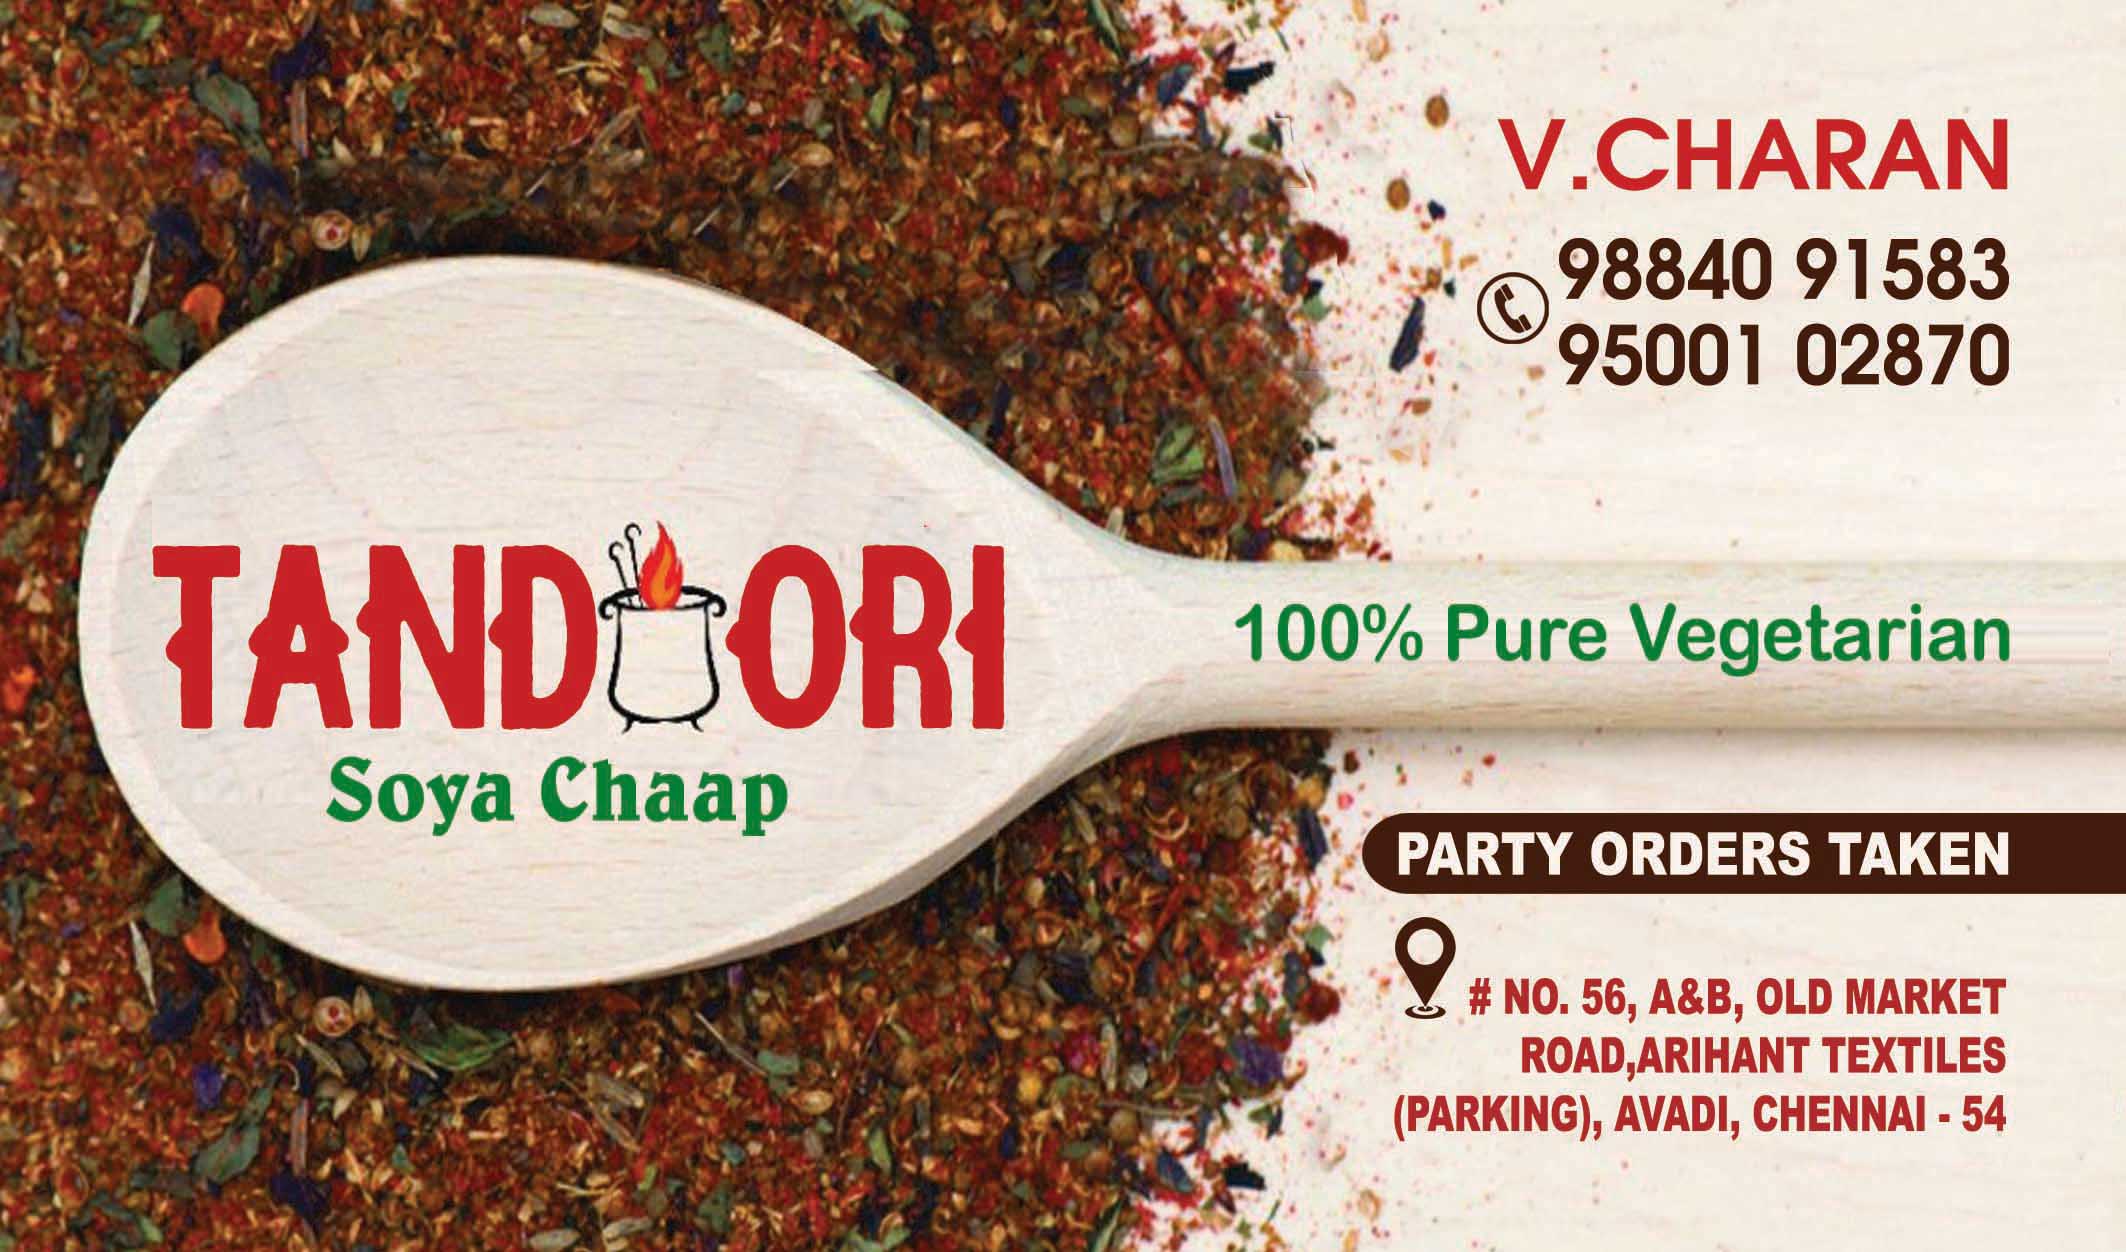 V.CHARAN
98840 91583
95001 02870
TANDOORI
Soya Chaap
100% Pure Vegetarian
PARTY ORDERS TAKEN
# NO. 56, A&B, OLD MARKET
ROAD,ARIHANT TEXTILES
(PARKING), AVADI, CHENNAI - 54